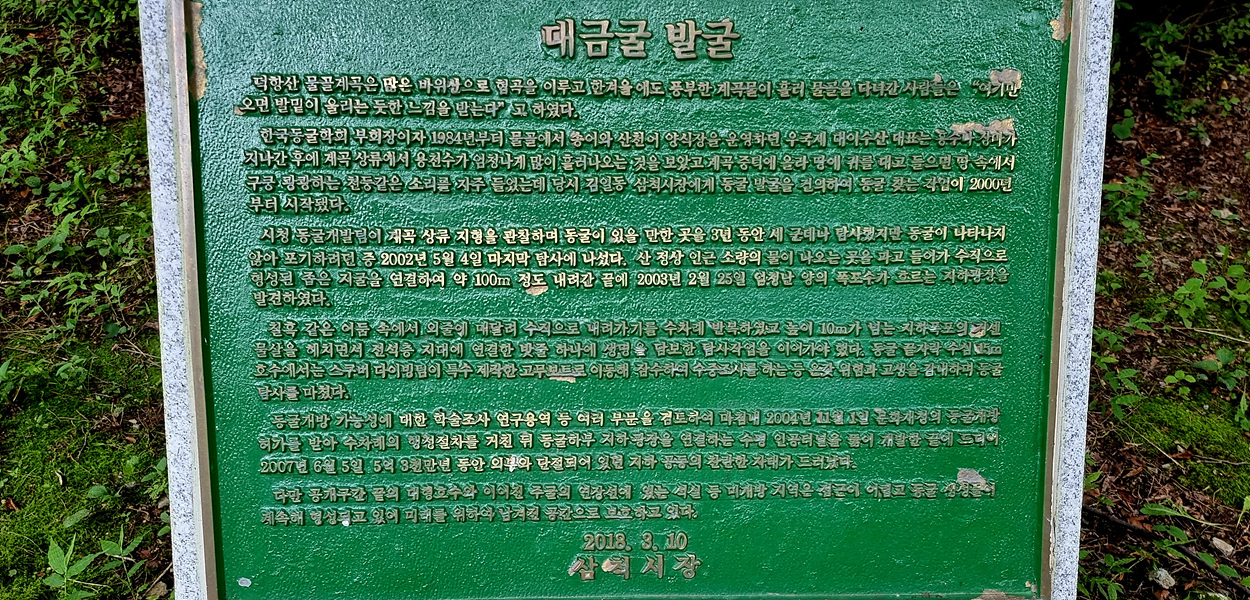 대금굴 발굴
덕항산 물골계곡은 많은 바위샘으로 협곡을 이루고 한겨울에도 풍부한 계곡물이 흘러 물골을 다녀간 사람들은 "여기만
오면 발밑이 울리는 듯한 느낌을 받는다"고 하였다.
한국동굴학회 부회장이자 1984년부터 물골에서 송어와 산천어 양식장을 운영하면 우국제 대이수산 대표는 장마가
지나간 후에 계곡 상류에서 용천수가 엄청나게 많이 흘러나오는 것을 보았고 계곡 중턱에 올라 땅에 귀를 대고 들으면 땅 속에서
쿠쿵 쾅쾅하는 천둥같은 소리를 자주 들었는데 당시 김일동 삼척시장에게 동굴 발굴을 건의하여 동굴 찾는 작업이 2000년
부터 시작됐다.
시청 동굴개발팀이 계곡 상류 지형을 관찰하며 동굴이 있을 만한 곳을 3년 동안 세 군데나 탐사했지만 동굴이 나타나지
않아 포기하려던 중 2002년 5월 4일 마지막 탐사에 나섰다. 산 정상 인근 소량의 물이 나오는 곳을 파고 들어가 수직으로
형성된 좁은 지굴을 연결하여 약 100m 정도 내려간 끝에 2003년 2월 25일 엄청난 양의 폭포수가 흐르는 지하광장을
발견하였다.
칠흑 같은 어둠 속에서 외줄에 매달려 수직으로 내려가기를 수차례 반복하였고 높이 10m가 넘는 지하폭포의 거센
물살을 헤치면서 전석층 지대에 연결한 밧줄 하나에 생명을 담보한 탐사작업을 이어가야 했다. 동굴 끝자락 수심
호수에서는 스쿠버 다이빙팀이 특수 제작한 고무보트로 이동해 잠수하여 수중조사를 하는 등 온갖 위험과 고생을 감내하며 동굴
탐사를 마쳤다.
동굴개방 가능성에 대한 학술조사 연구용역 등 여러 부문을 검토하여 마침내 2004년 11월 1일 문화재청의 동굴개방
허가를 받아 수차례의 행정절차를 거친 뒤 동굴하부 지하광장을 연결하는 수평 인공터널을 뚫어 개발한 끝에 드디어
2007년 6월 5일 5억 3천만년 동안 외부와 단절되어 있던 지하 공동의 찬란한 자태가 드러났다.
다만 공개구간 끝의 대형호수와 이어진 주굴의 연장선에 있는 석실 등 미개방 지역은 접근이 어렵고 동굴 생성물이
계속해 형성되고 있어 미래를 위하여 남겨진 공간으로 보호하고 있다.
2018. 3. 10
삼척시장